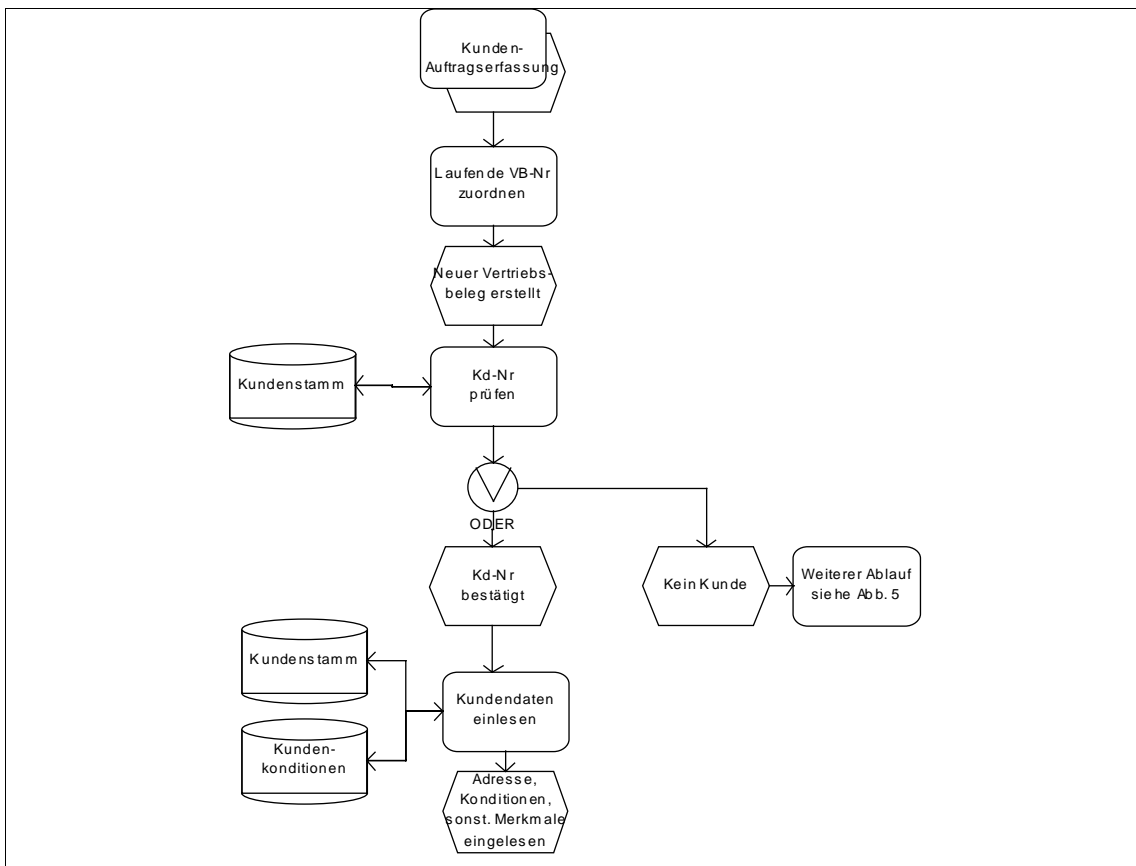 Kunden-
Auftragserfassung
Laufende VB-Nr
zuordnen
Neuer Vertriebs-
beleg erstellt
Kundenstamm
Kd-Nr
prüfen
ODER
Kd-Nr
bestätigt
Kein Kunde
Weiterer Ablauf
siehe Abb. 5
Kundenstamm
Kunden-
konditionen
Kundendaten
einlesen
Adresse,
Konditionen,
sonst. Merkmale
eingelesen